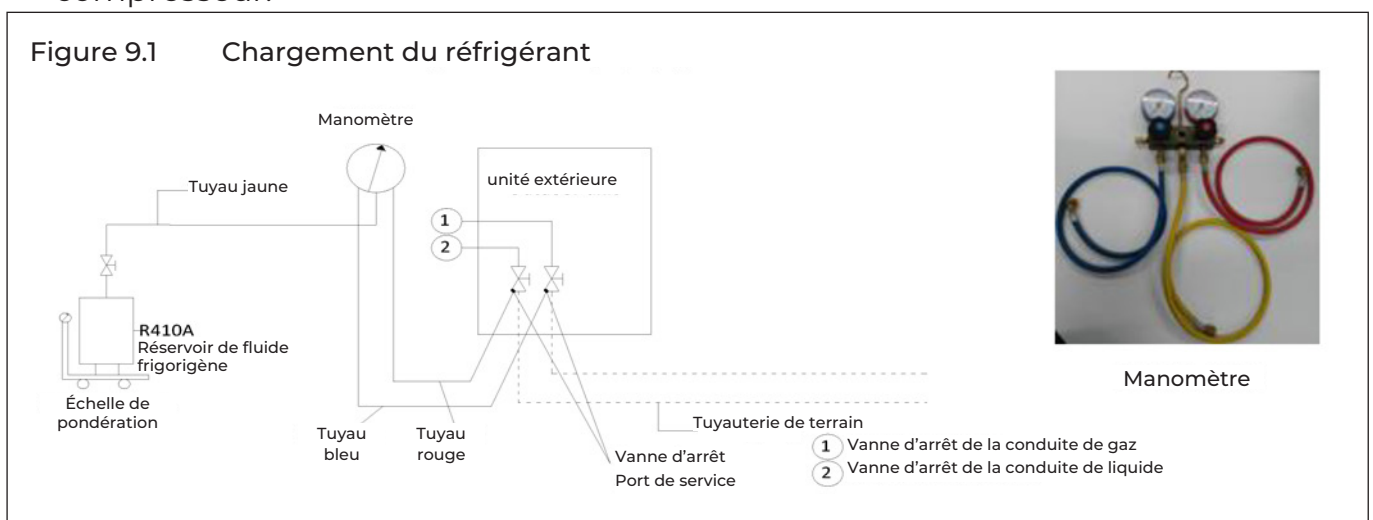 Figure 9.1 Chargement du réfrigérant
Manomètre
Tuyau jaune
unité extérieure
1
2
R410A
Réservoir de fluide
frigorigène
Échelle de
pondération
Tuyau
bleu
Tuyau
rouge
Vanne d'arrêt
Port de service
Tuyauterie de terrain
1 Vanne d'arrêt de la conduite de gaz
2 Vanne d'arrêt de la conduite de liquide
Manomètre